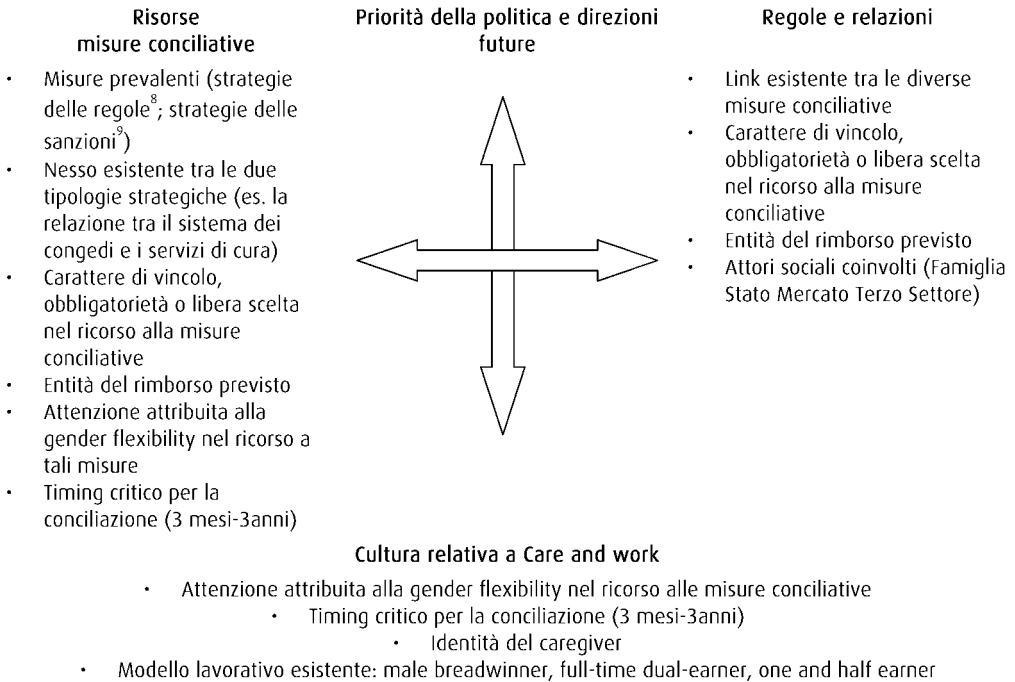 Risorse
misure conciliative
• Misure prevalenti (strategie
delle regole⁸; strategie delle
sanzioni⁹)
• Nesso esistente tra le due
tipologie strategiche (es. la
relazione tra il sistema dei
congedi e i servizi di cura)
• Carattere di vincolo,
obbligatorietà o libera scelta
nel ricorso alla misure
conciliative
• Entità del rimborso previsto
• Attenzione attribuita alla
gender flexibility nel ricorso a
tali misure
• Timing critico per la
conciliazione (3 mesi-3anni)
Priorità della politica e direzioni
future
Regole e relazioni
• Link esistente tra le diverse
misure conciliative
• Carattere di vincolo,
obbligatorietà o libera scelta
nel ricorso alla misure
conciliative
• Entità del rimborso previsto
• Attori sociali coinvolti (Famiglia
Stato Mercato Terzo Settore)
Cultura relativa a Care and work
• Attenzione attribuita alla gender flexibility nel ricorso alle misure conciliative
• Timing critico per la conciliazione (3 mesi-3anni)
• Identità del caregiver
• Modello lavorativo esistente: male breadwinner, full-time dual-earner, one and half earner